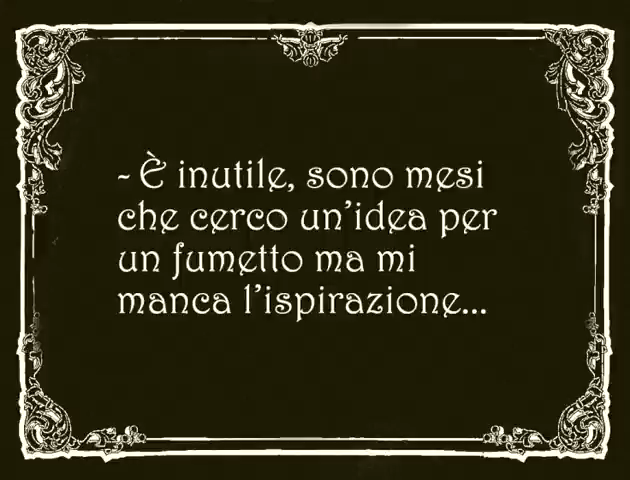 - È inutile, sono mesi
che cerco un'idea per
un fumetto ma mi
manca l'ispirazione...